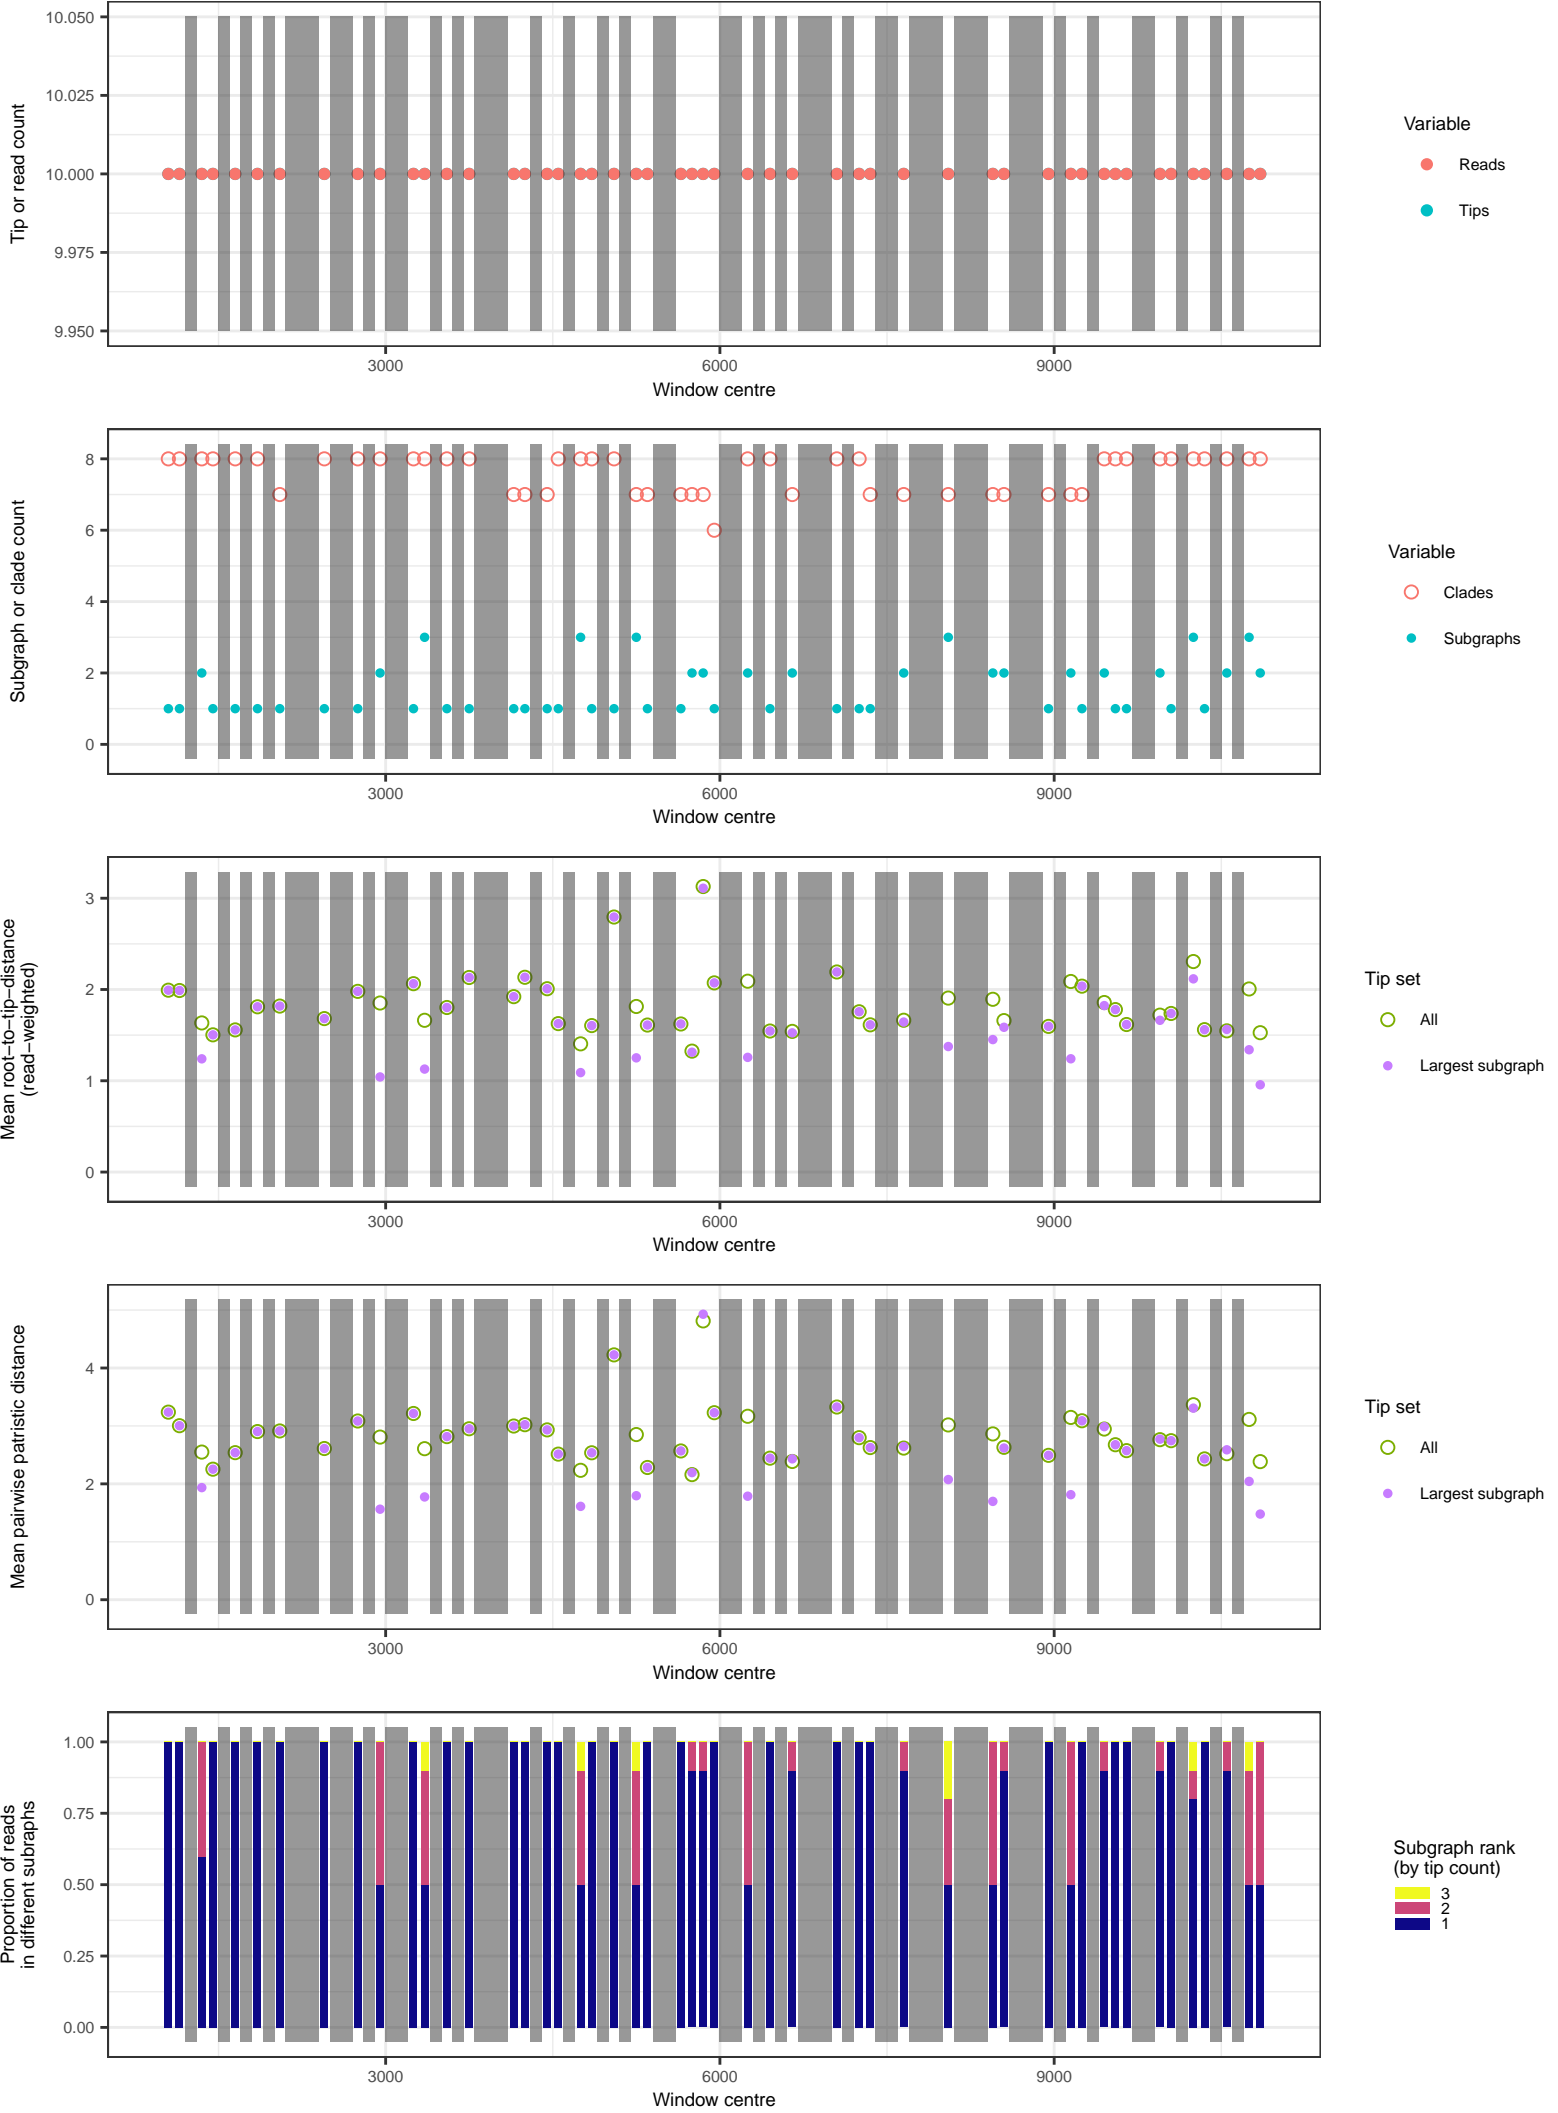 10.050
10.025
10.000
9.975
9.950
Tip or read count
3000
6000
9000
Window centre
Variable
Reads
Tips
8
6
4
2
0
Subgraph or clade count
3000
6000
9000
Window centre
Variable
Clades
Subgraphs
3
2
1
0
Mean root−to−tip−distance
(read−weighted)
3000
6000
9000
Window centre
Tip set
All
Largest subgraph
4
2
0
Mean pairwise patristic distance
3000
6000
9000
Window centre
Tip set
All
Largest subgraph
1.00
0.75
0.50
0.25
0.00
Proportion of reads
in different subraphs
3000
6000
9000
Window centre
Subgraph rank
(by tip count)
3
2
1